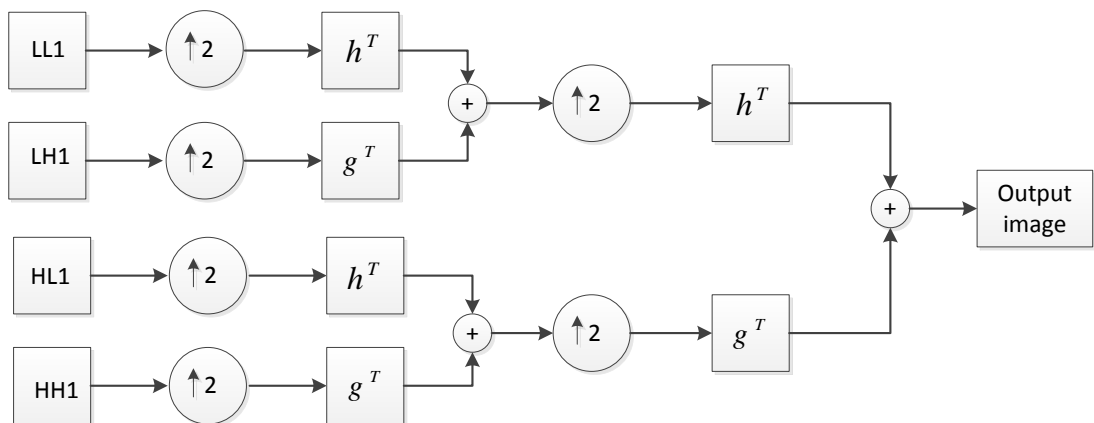 LL1 ↑2 h^T
↑2 h^T
LH1 ↑2 g^T
+
+
Output
image
HL1 ↑2 h^T
+
↑2 g^T
HH1 ↑2 g^T